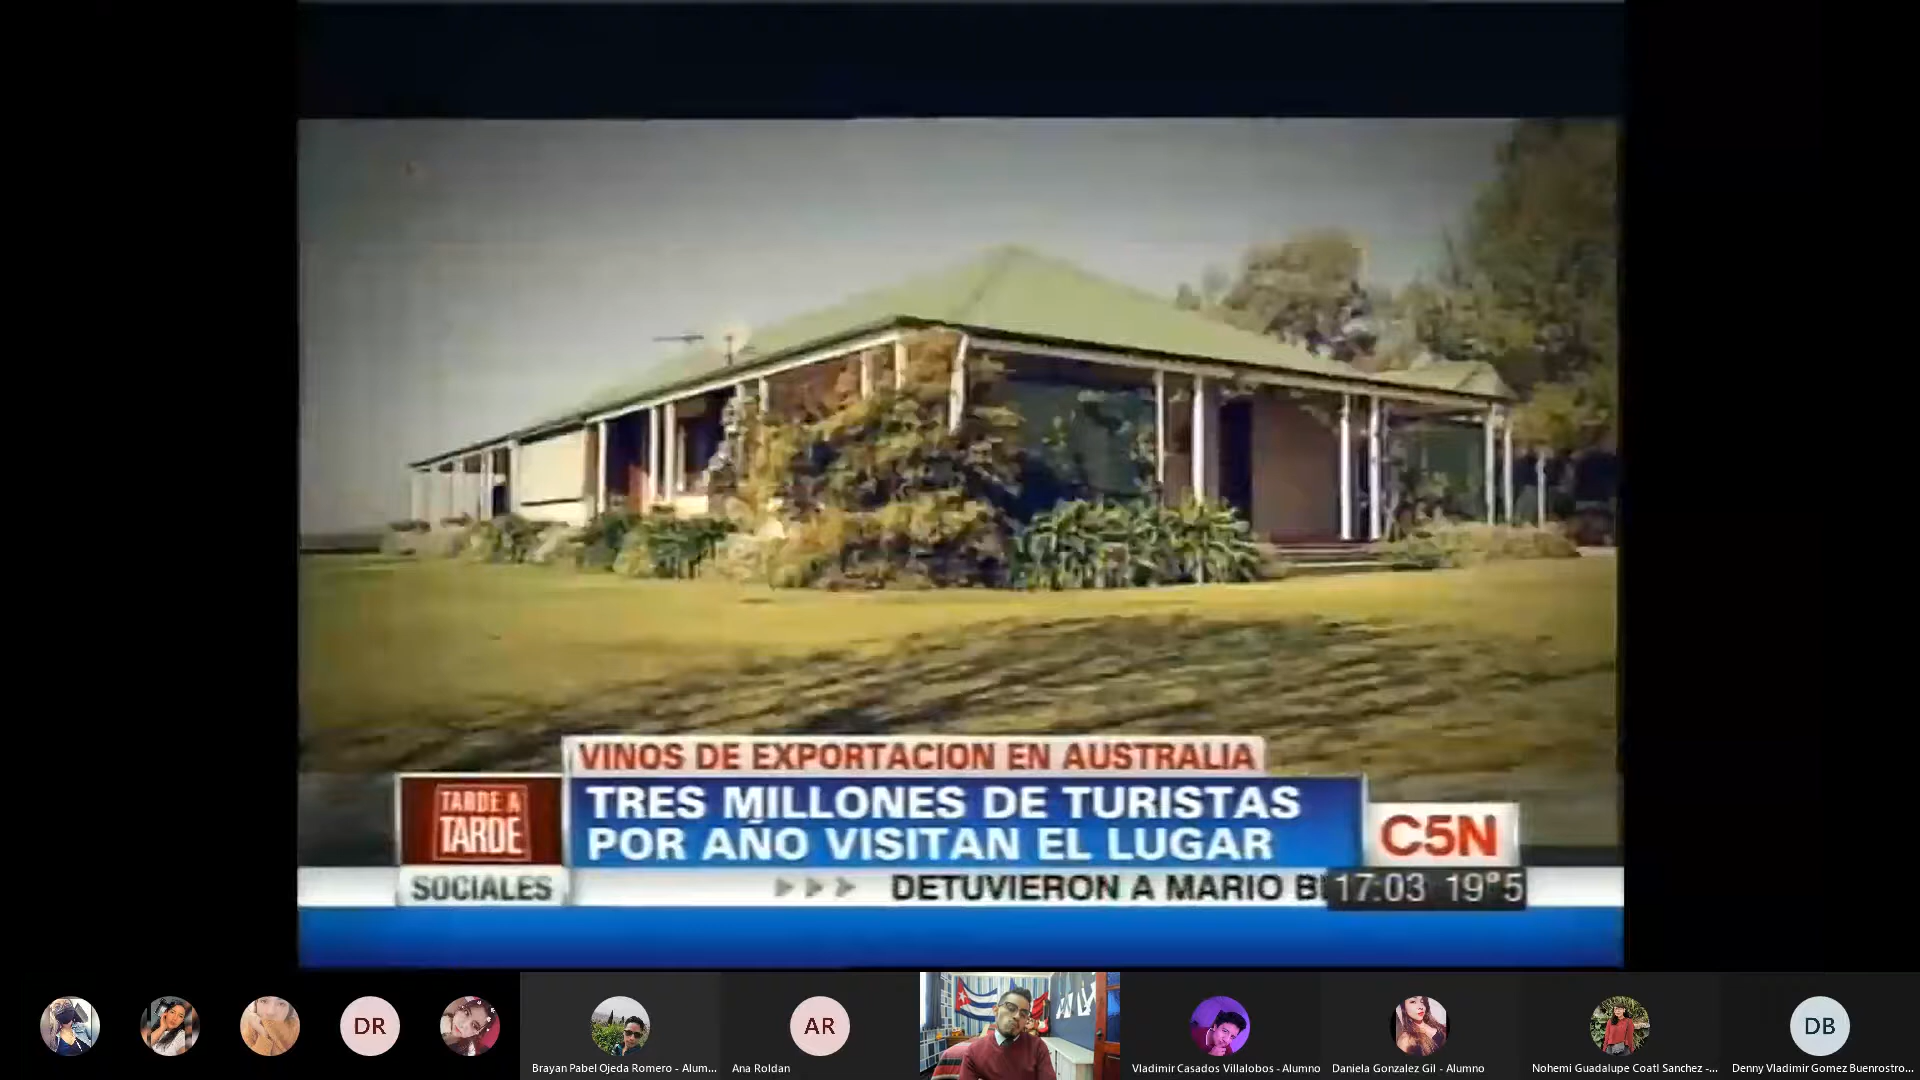 VINOS DE EXPORTACION EN AUSTRALIA
TARDE A
TARDE
TRES MILLONES DE TURISTAS
POR AÑO VISITAN EL LUGAR
C5N
SOCIALES
DETUVIERON A MARIO B
17:03 19°5
DR
AR
DB
Brayan Pabel Ojeda Romero - Alum...
Ana Roldan
Vladimir Casados Villalobos - Alumno
Daniela Gonzalez Gil - Alumno
Nohemi Guadalupe Coatl Sanchez -...
Denny Vladimir Gomez Buenrostro...